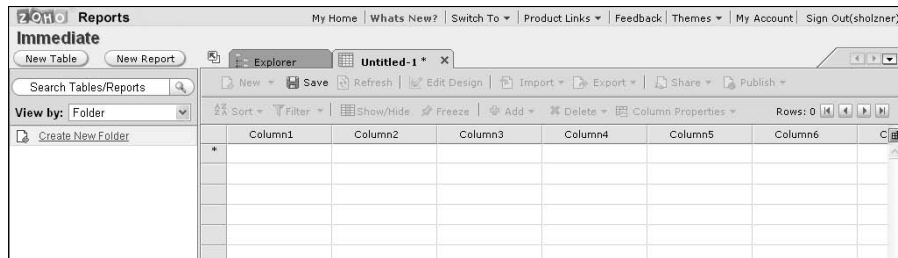 ZOHO Reports
My Home | Whats New? | Switch To | Product Links | Feedback | Themes | My Account | Sign Out(sholzner)
Immediate
New Table New Report
Explorer Untitled-1 * X
Search Tables/Reports
New Save Refresh | Edit Design | Import Export | Share Publish
View by: Folder
Sort Filter | Show/Hide Freeze | Add Delete Column Properties Rows: 0
Create New Folder
Column1 Column2 Column3 Column4 Column5 Column6 C
*